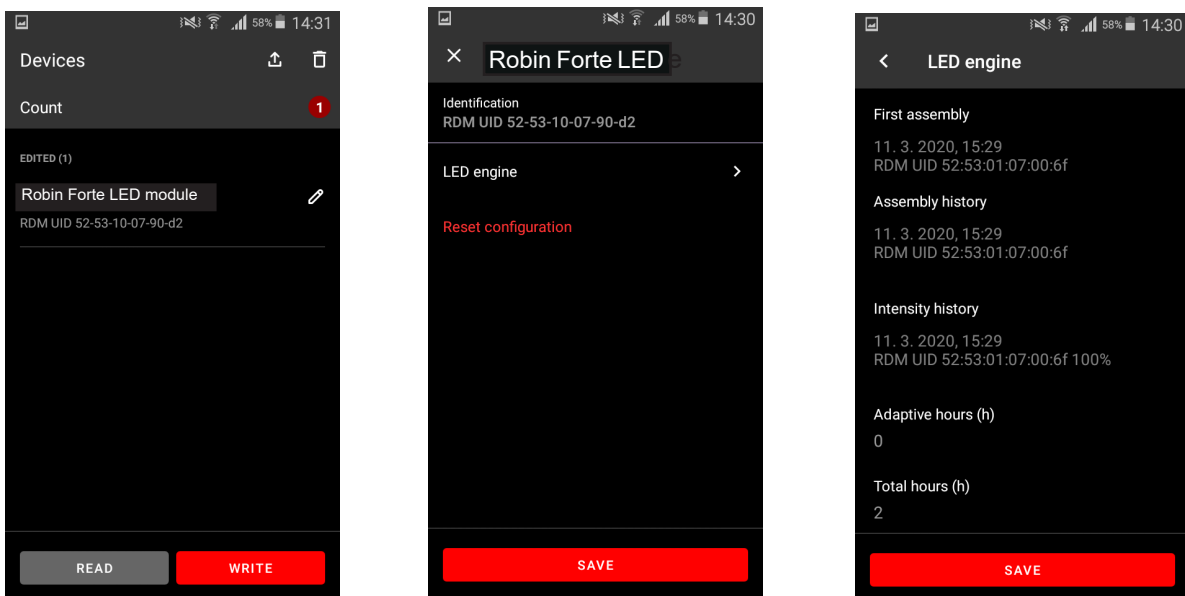 58% 14:31
Devices
Count 1
EDITED (1)
Robin Forte LED module
RDM UID 52-53-10-07-90-d2
READ WRITE
58% 14:30
Robin Forte LED
Identification
RDM UID 52-53-10-07-90-d2
LED engine
Reset configuration
SAVE
58% 14:30
LED engine
First assembly
11. 3. 2020, 15:29
RDM UID 52:53:01:07:00:6f
Assembly history
11. 3. 2020, 15:29
RDM UID 52:53:01:07:00:6f
Intensity history
11. 3. 2020, 15:29
RDM UID 52:53:01:07:00:6f 100%
Adaptive hours (h)
0
Total hours (h)
2
SAVE